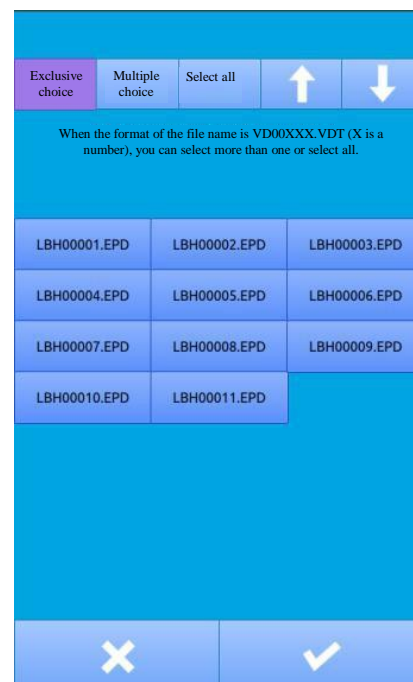 Exclusive choice
Multiple choice
Select all
When the format of the file name is VD00XXX.VDT (X is a
number), you can select more than one or select all.
LBH00001.EPD
LBH00002.EPD
LBH00003.EPD
LBH00004.EPD
LBH00005.EPD
LBH00006.EPD
LBH00007.EPD
LBH00008.EPD
LBH00009.EPD
LBH00010.EPD
LBH00011.EPD